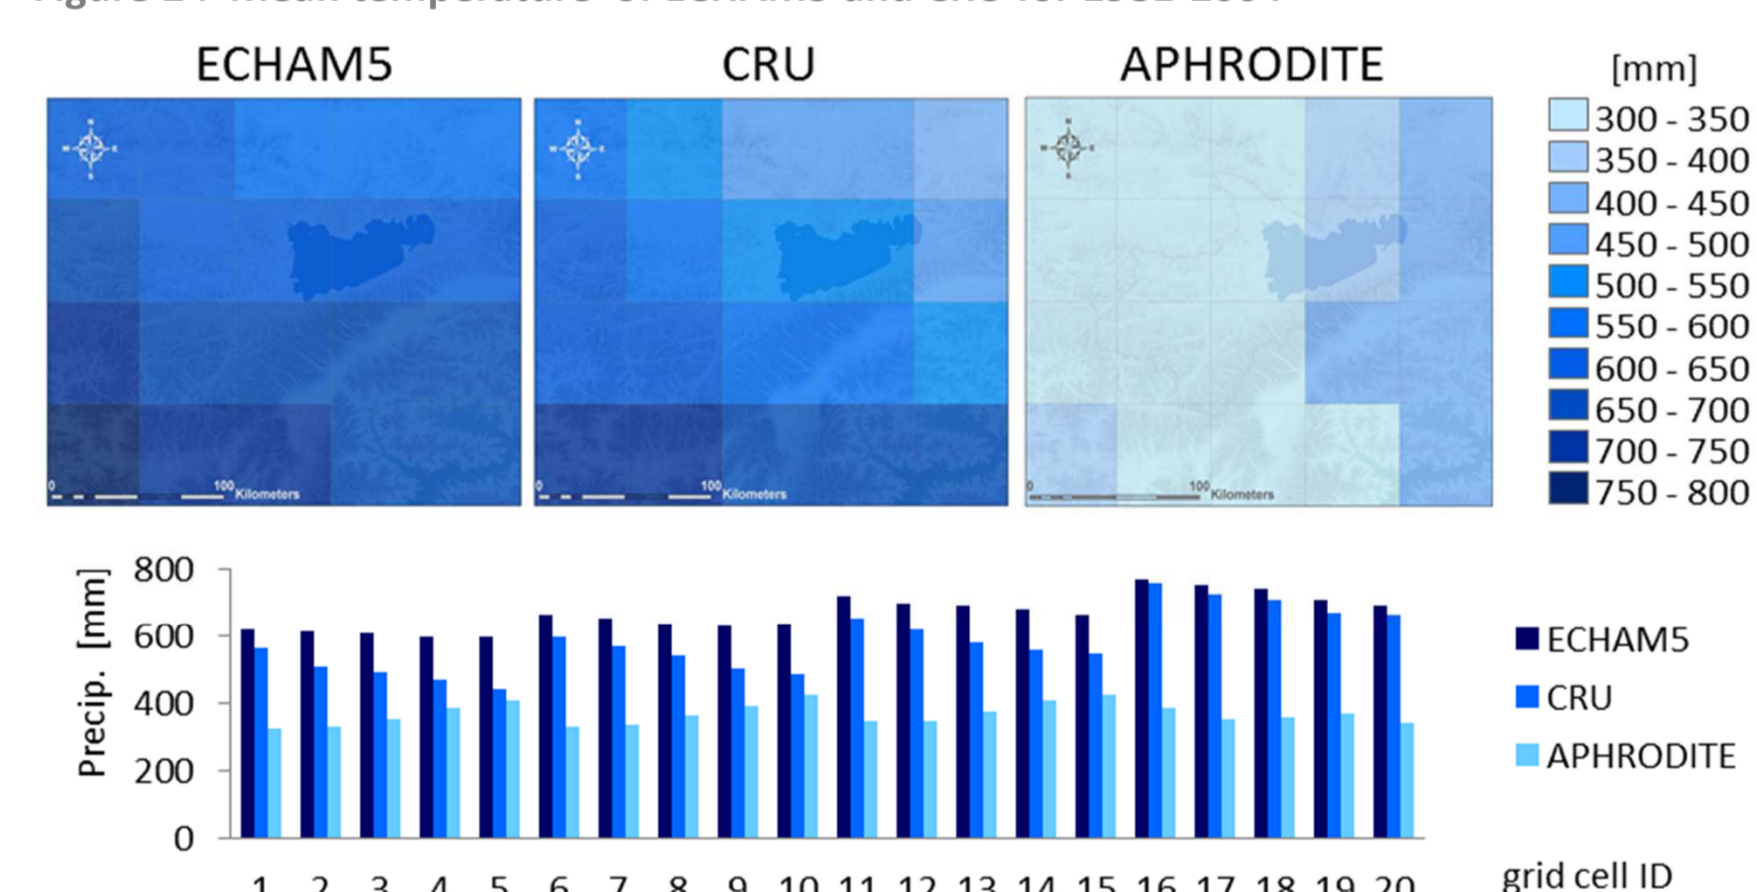 ECHAM5 CRU APHRODITE [mm]
N N N
W E W E W E
S S S
300 - 350
350 - 400
400 - 450
450 - 500
500 - 550
550 - 600
600 - 650
650 - 700
700 - 750
750 - 800
0 100 Kilometers 0 100 Kilometers 0 100 Kilometers
Precip. [mm]
800
600
400
200
0
ECHAM5
CRU
APHRODITE
1 2 3 4 5 6 7 8 9 10 11 12 13 14 15 16 17 18 19 20 grid cell ID